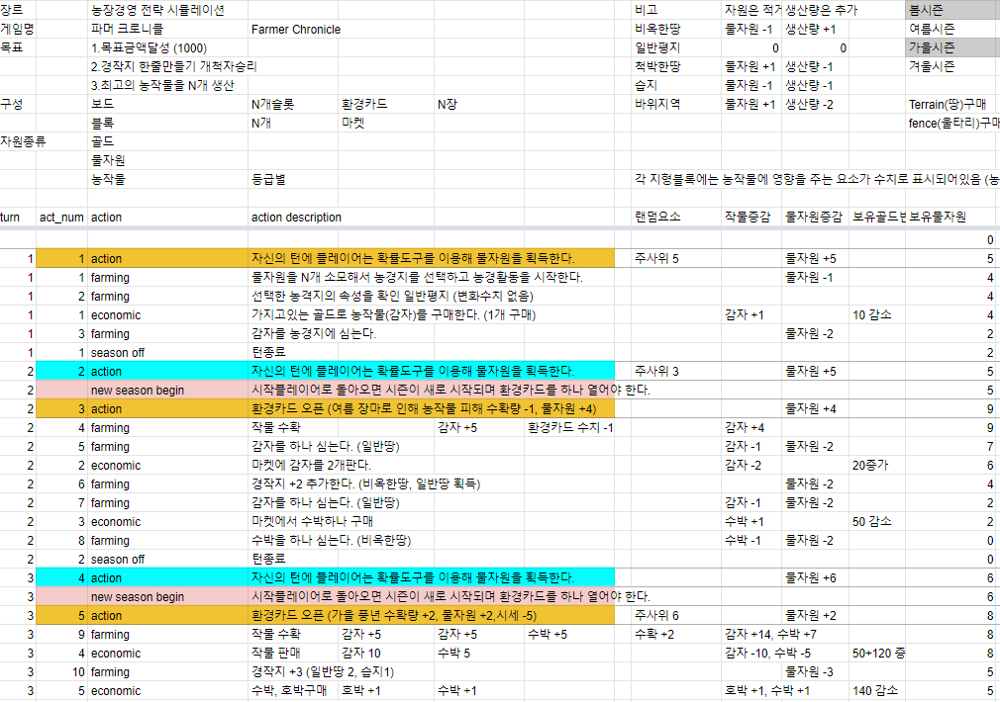 장르 농장경영 전략 시뮬레이션 비고 자원은 적게 생산량은 추가 봄시즌
게임명 파머 크로니클 Farmer Chronicle 비옥한땅 물자원 -1 생산량 +1 여름시즌
목표 1.목표금액달성 (1000) 일반평지 0 0 가을시즌
2.경작지 한줄만들기 개척자승리 척박한땅 물자원 +1 생산량 -1 겨울시즌
3.최고의 농작물을 N개 생산 습지 물자원 -1 생산량 -1
구성 보드 N개슬롯 환경카드 N장 바위지역 물자원 +1 생산량 -2 Terrain(땅)구매
블록 N개 마켓 fence(울타리)구매
자원종류 골드
물자원
농작물 등급별 각 지형블록에는 농작물에 영향을 주는 요소가 수치로 표시되어있음 (농
turn act_num action action description 랜덤요소 작물증감 물자원증감 보유골드변 보유물자원
0
1 1 action 자신의 턴에 플레이어는 확률도구를 이용해 물자원을 획득한다. 주사위 5 물자원 +5 5
1 1 farming 물자원을 N개 소모해서 농경지를 선택하고 농경활동을 시작한다. 물자원 -1 4
1 2 farming 선택한 농격지의 속성을 확인 일반평지 (변화수치 없음) 4
1 1 economic 가지고있는 골드로 농작물(감자)를 구매한다. (1개 구매) 감자 +1 10 감소 4
1 3 farming 감자를 농경지에 심는다. 물자원 -2 2
1 1 season off 턴종료 2
2 2 action 자신의 턴에 플레이어는 확률도구를 이용해 물자원을 획득한다. 주사위 3 물자원 +5 5
2 new season begin 시작플레이어로 돌아오면 시즌이 새로 시작되며 환경카드를 하나 열어야 한다. 5
2 3 action 환경카드 오픈 (여름 장마로 인해 농작물 피해 수확량 -1, 물자원 +4) 물자원 +4 9
2 4 farming 작물 수확 감자 +5 환경카드 수치 -1 감자 +4 9
2 5 farming 감자를 하나 심는다. (일반땅) 감자 -1 물자원 -2 7
2 2 economic 마켓에 감자를 2개판다. 감자 -2 20증가 6
2 6 farming 경작지 +2 추가한다. (비옥한땅, 일반땅 획득) 물자원 -2 4
2 7 farming 감자를 하나 심는다. (일반땅) 감자 -1 물자원 -2 2
2 3 economic 마켓에서 수박하나 구매 수박 +1 50 감소 2
2 8 farming 수박을 하나 심는다. (비옥한땅) 수박 -1 물자원 -2 0
2 2 season off 턴종료 0
3 4 action 자신의 턴에 플레이어는 확률도구를 이용해 물자원을 획득한다. 물자원 +6 6
3 new season begin 시작플레이어로 돌아오면 시즌이 새로 시작되며 환경카드를 하나 열어야 한다. 6
3 5 action 환경카드 오픈 (가을 풍년 수확량 +2, 물자원 +2,시세 -5) 주사위 6 물자원 +2 8
3 9 farming 작물 수확 감자 +5 감자 +5 수박 +5 수확 +2 감자 +14, 수박 +7 8
3 4 economic 작물 판매 감자 10 수박 5 감자 -10, 수박 -5 50+120 증 8
3 10 farming 경작지 +3 (일반땅 2, 습지1) 물자원 -3 5
3 5 economic 수박, 호박구매 호박 +1 수박 +1 호박 +1, 수박 +1 140 감소 5